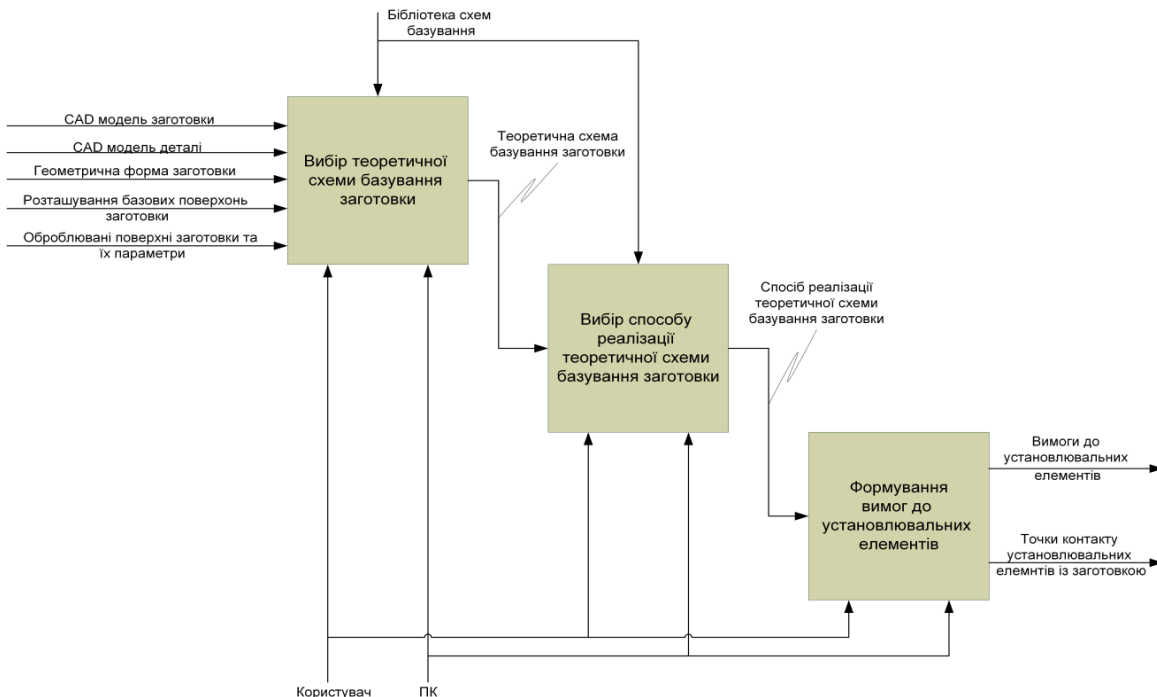 Бібліотека схем
базування
CAD модель заготовки
CAD модель деталі
Геометрична форма заготовки
Розташування базових поверхонь
заготовки
Оброблювані поверхні заготовки та
їх параметри
Вибір теоретичної
схеми базування
заготовки
Теоретична схема
базування заготовки
Вибір способу
реалізації
теоретичної схеми
базування заготовки
Спосіб реалізації
теоретичної схеми
базування заготовки
Формування
вимог до
установлювальних
елементів
Вимоги до
установлювальних
елементів
Точки контакту
установлювальних
елемнтів із заготовкою
Користувач
ПК